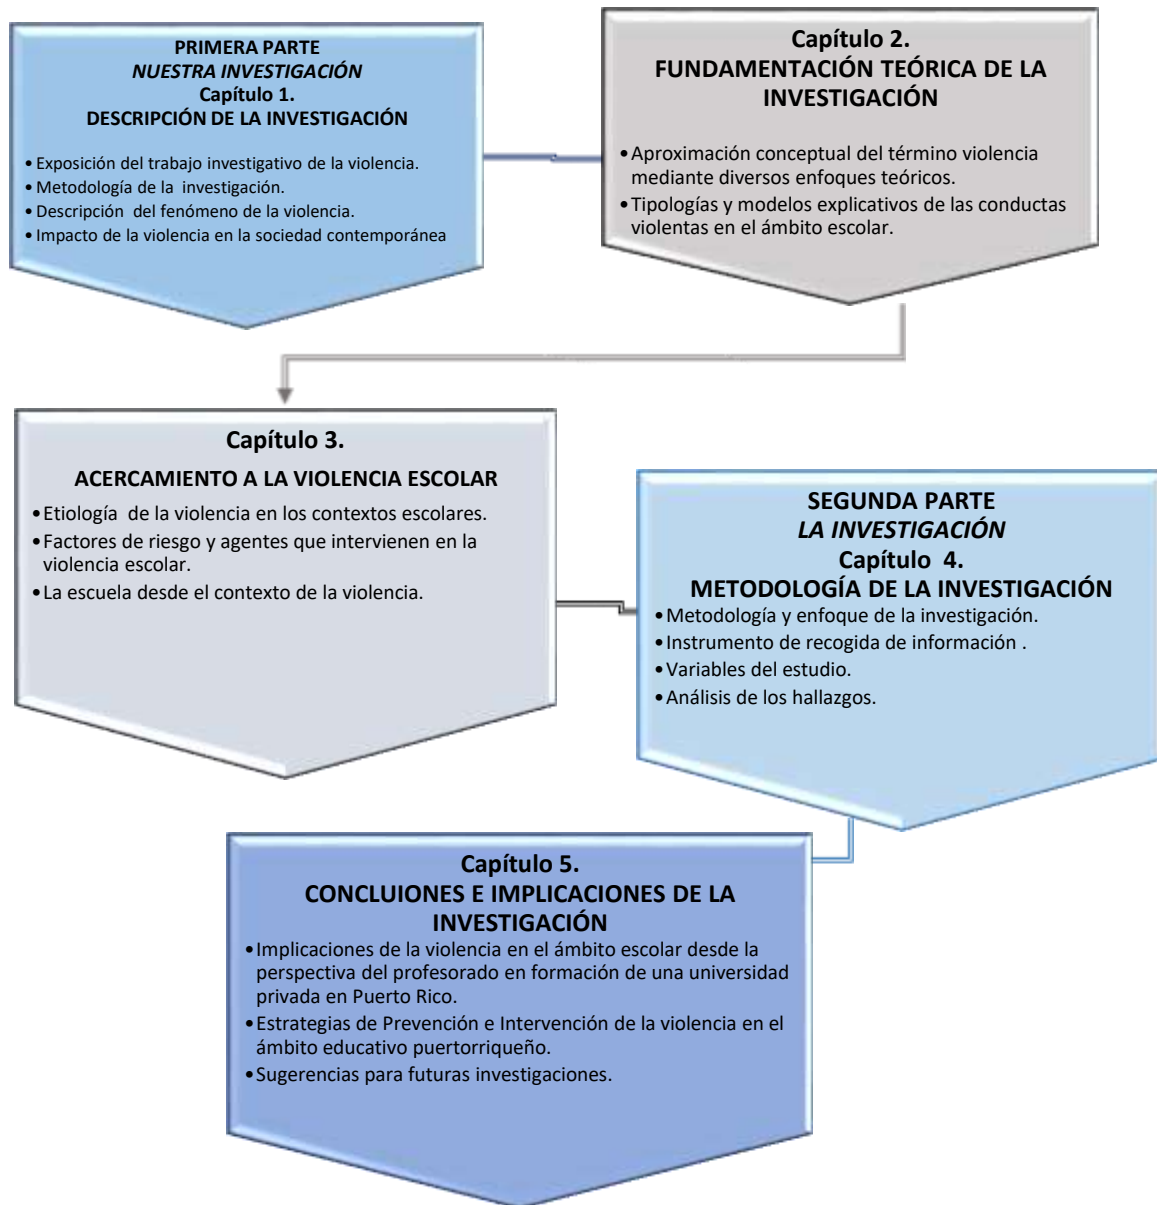 PRIMERA PARTE
NUESTRA INVESTIGACIÓN
Capítulo 1.
DESCRIPCIÓN DE LA INVESTIGACIÓN
• Exposición del trabajo investigativo de la violencia.
• Metodología de la investigación.
• Descripción del fenómeno de la violencia.
• Impacto de la violencia en la sociedad contemporánea
Capítulo 2.
FUNDAMENTACIÓN TEÓRICA DE LA
INVESTIGACIÓN
• Aproximación conceptual del término violencia
mediante diversos enfoques teóricos.
• Tipologías y modelos explicativos de las conductas
violentas en el ámbito escolar.
Capítulo 3.
ACERCAMIENTO A LA VIOLENCIA ESCOLAR
• Etiología de la violencia en los contextos escolares.
• Factores de riesgo y agentes que intervienen en la
violencia escolar.
• La escuela desde el contexto de la violencia.
SEGUNDA PARTE
LA INVESTIGACIÓN
Capítulo 4.
METODOLOGÍA DE LA INVESTIGACIÓN
• Metodología y enfoque de la investigación.
• Instrumento de recogida de información .
• Variables del estudio.
• Análisis de los hallazgos.
Capítulo 5.
CONCLUIONES E IMPLICACIONES DE LA
INVESTIGACIÓN
• Implicaciones de la violencia en el ámbito escolar desde la
perspectiva del profesorado en formación de una universidad
privada en Puerto Rico.
• Estrategias de Prevención e Intervención de la violencia en el
ámbito educativo puertorriqueño.
• Sugerencias para futuras investigaciones.